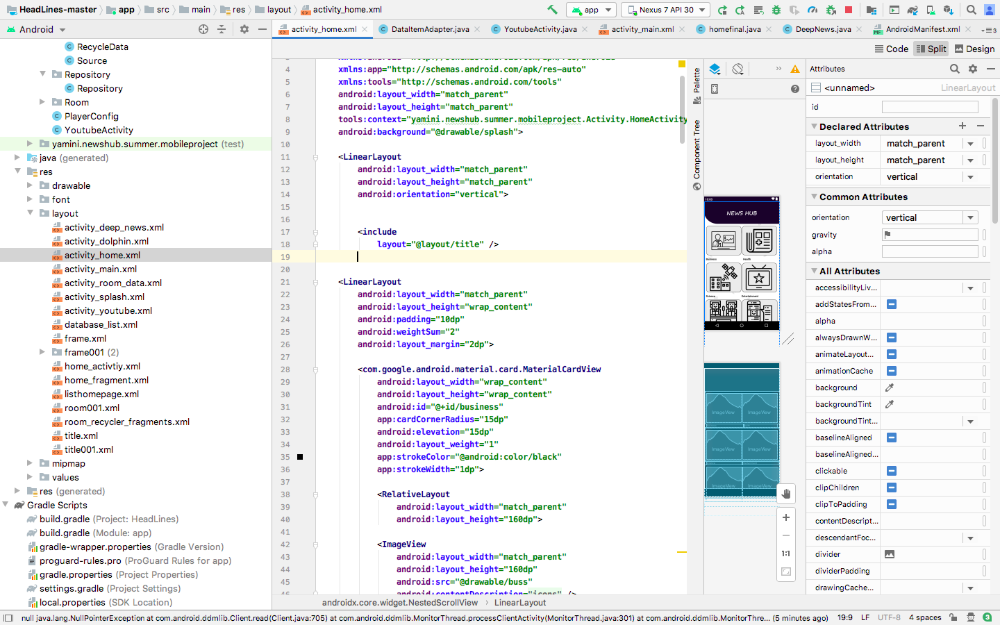 HeadLines-master app src main res layout activity_home.xml app Nexus 7 API 30
Android activity_home.xml DataItemAdapter.java YoutubeActivity.java activity_main.xml homefinal.java DeepNews.java AndroidManifest.xml 3
Code Split Design
RecycleData
Source
Repository
Repository
Room
PlayerConfig
YoutubeActivity
yamini.newshub.summer.mobileproject (test)
java (generated)
res
drawable
font
layout
activity_deep_news.xml
activity_dolphin.xml
activity_home.xml
activity_main.xml
activity_room_data.xml
activity_splash.xml
activity_youtube.xml
database_list.xml
frame.xml
frame001 (2)
home_activtiy.xml
home_fragment.xml
listhomepage.xml
room001.xml
room_recycler_fragments.xml
title.xml
title001.xml
mipmap
values
res (generated)
Gradle Scripts
build.gradle (Project: HeadLines)
build.gradle (Module: app)
gradle-wrapper.properties (Gradle Version)
proguard-rules.pro (ProGuard Rules for app)
gradle.properties (Project Properties)
settings.gradle (Project Settings)
local.properties (SDK Location)
4 xmlns:app="http://schemas.android.com/apk/res-auto"
5 xmlns:tools="http://schemas.android.com/tools"
6 android:layout_width="match_parent"
7 android:layout_height="match_parent"
8 tools:context="yamini.newshub.summer.mobileproject.Activity.HomeActivity
9 android:background="@drawable/splash">
10
11 <LinearLayout
12 android:layout_width="match_parent"
13 android:layout_height="match_parent"
14 android:orientation="vertical">
15
16
17 <include
18 layout="@layout/title" />
19
20
21 <LinearLayout
22 android:layout_width="match_parent"
23 android:layout_height="wrap_content"
24 android:padding="10dp"
25 android:weightSum="2"
26 android:layout_margin="2dp">
27
28 <com.google.android.material.card.MaterialCardView
29 android:layout_width="wrap_content"
30 android:layout_height="wrap_content"
31 android:id="@+id/business"
32 app:cardCornerRadius="15dp"
33 android:elevation="15dp"
34 android:layout_weight="1"
35 app:strokeColor="@android:color/black"
36 app:strokeWidth="1dp">
37
38 <RelativeLayout
39 android:layout_width="match_parent"
40 android:layout_height="160dp">
41
42 <ImageView
43 android:layout_width="match_parent"
44 android:layout_height="160dp"
45 android:src="@drawable/buss"
46 android:contentDescription="icons" />
androidx.core.widget.NestedScrollView LinearLayout
Palette
Component Tree
NEWS HUB
Business Health
Science Entertainment
ImageView ImageView
ImageView ImageView
ImageView ImageView
1:1
Attributes
<unnamed> LinearLayout
id
Declared Attributes
layout_width match_parent
layout_height match_parent
orientation vertical
Common Attributes
orientation vertical
gravity
alpha
All Attributes
accessibilityLiv...
addStatesFrom...
alpha
alwaysDrawnW...
animateLayout...
animationCache
background
backgroundTint
backgroundTint...
baselineAligned
baselineAligned...
clickable
clipChildren
clipToPadding
contentDescript...
descendantFoc...
divider
dividerPadding
drawingCache...
null java.lang.NullPointerException at com.android.ddmlib.Client.read(Client.java:705) at com.android.ddmlib.MonitorThread.processClientActivity(MonitorThread.java:301) at com.android.ddmlib.MonitorThre... (5 minutes ago) 19:9 LF UTF-8 4 spaces 3